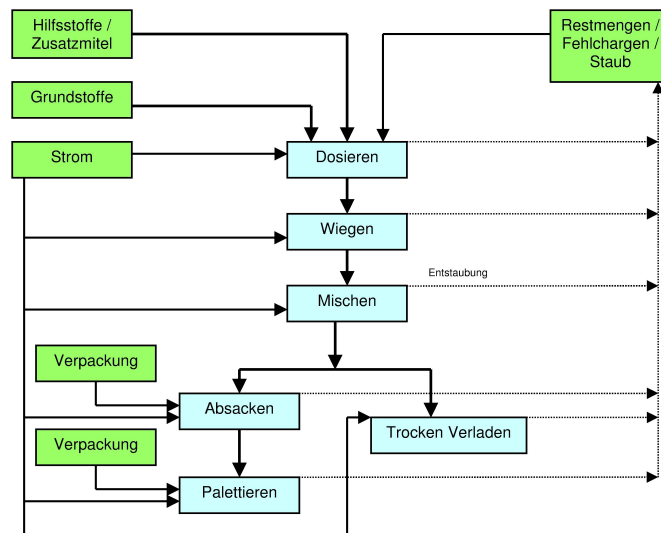 Hilfsstoffe /
Zusatzmitel
Restmengen /
Fehlchargen /
Staub
Grundstoffe
Strom
Dosieren
Wiegen
Entstaubung
Mischen
Verpackung
Absacken
Trocken Verladen
Verpackung
Palettieren